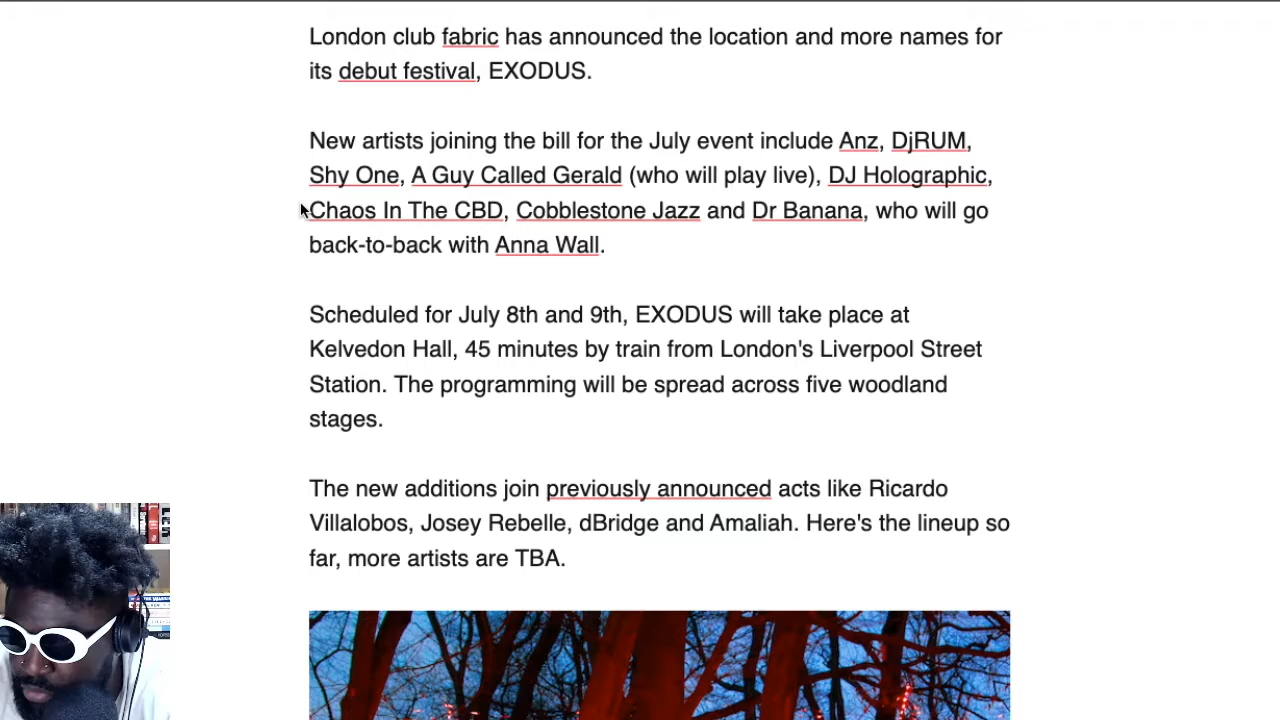 London club fabric has announced the location and more names for
its debut festival, EXODUS.
New artists joining the bill for the July event include Anz, DjRUM,
Shy One, A Guy Called Gerald (who will play live), DJ Holographic,
Chaos In The CBD, Cobblestone Jazz and Dr Banana, who will go
back-to-back with Anna Wall.
Scheduled for July 8th and 9th, EXODUS will take place at
Kelvedon Hall, 45 minutes by train from London's Liverpool Street
Station. The programming will be spread across five woodland
stages.
The new additions join previously announced acts like Ricardo
Villalobos, Josey Rebelle, dBridge and Amaliah. Here's the lineup so
far, more artists are TBA.